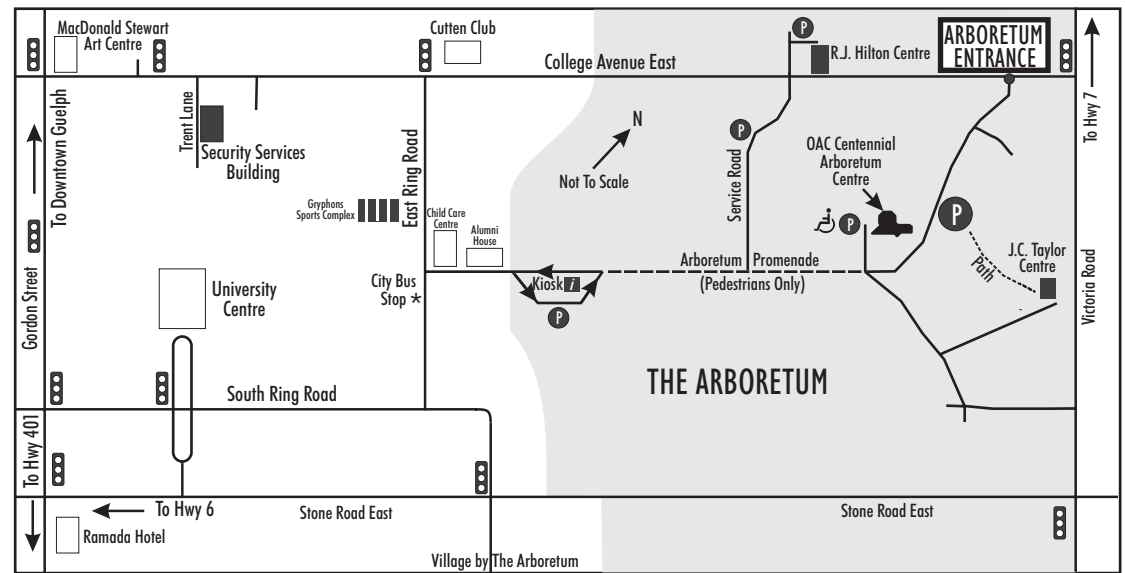 MacDonald Stewart
Art Centre
Cutten Club
P
R.J. Hilton Centre
ARBORETUM
ENTRANCE
College Avenue East
To Hwy 7
To Downtown Guelph
Trent Lane
Security Services
Building
East Ring Road
N
Not To Scale
P
Service Road
OAC Centennial
Arboretum
Centre
Gryphons
Sports Complex
Child Care
Centre
Alumni
House
P
P
J.C. Taylor
Centre
Path
Arboretum Promenade
(Pedestrians Only)
City Bus
Stop *
Kiosk i
P
University
Centre
Gordon Street
Victoria Road
THE ARBORETUM
South Ring Road
To Hwy 401
To Hwy 6
Stone Road East
Stone Road East
Ramada Hotel
Village by The Arboretum